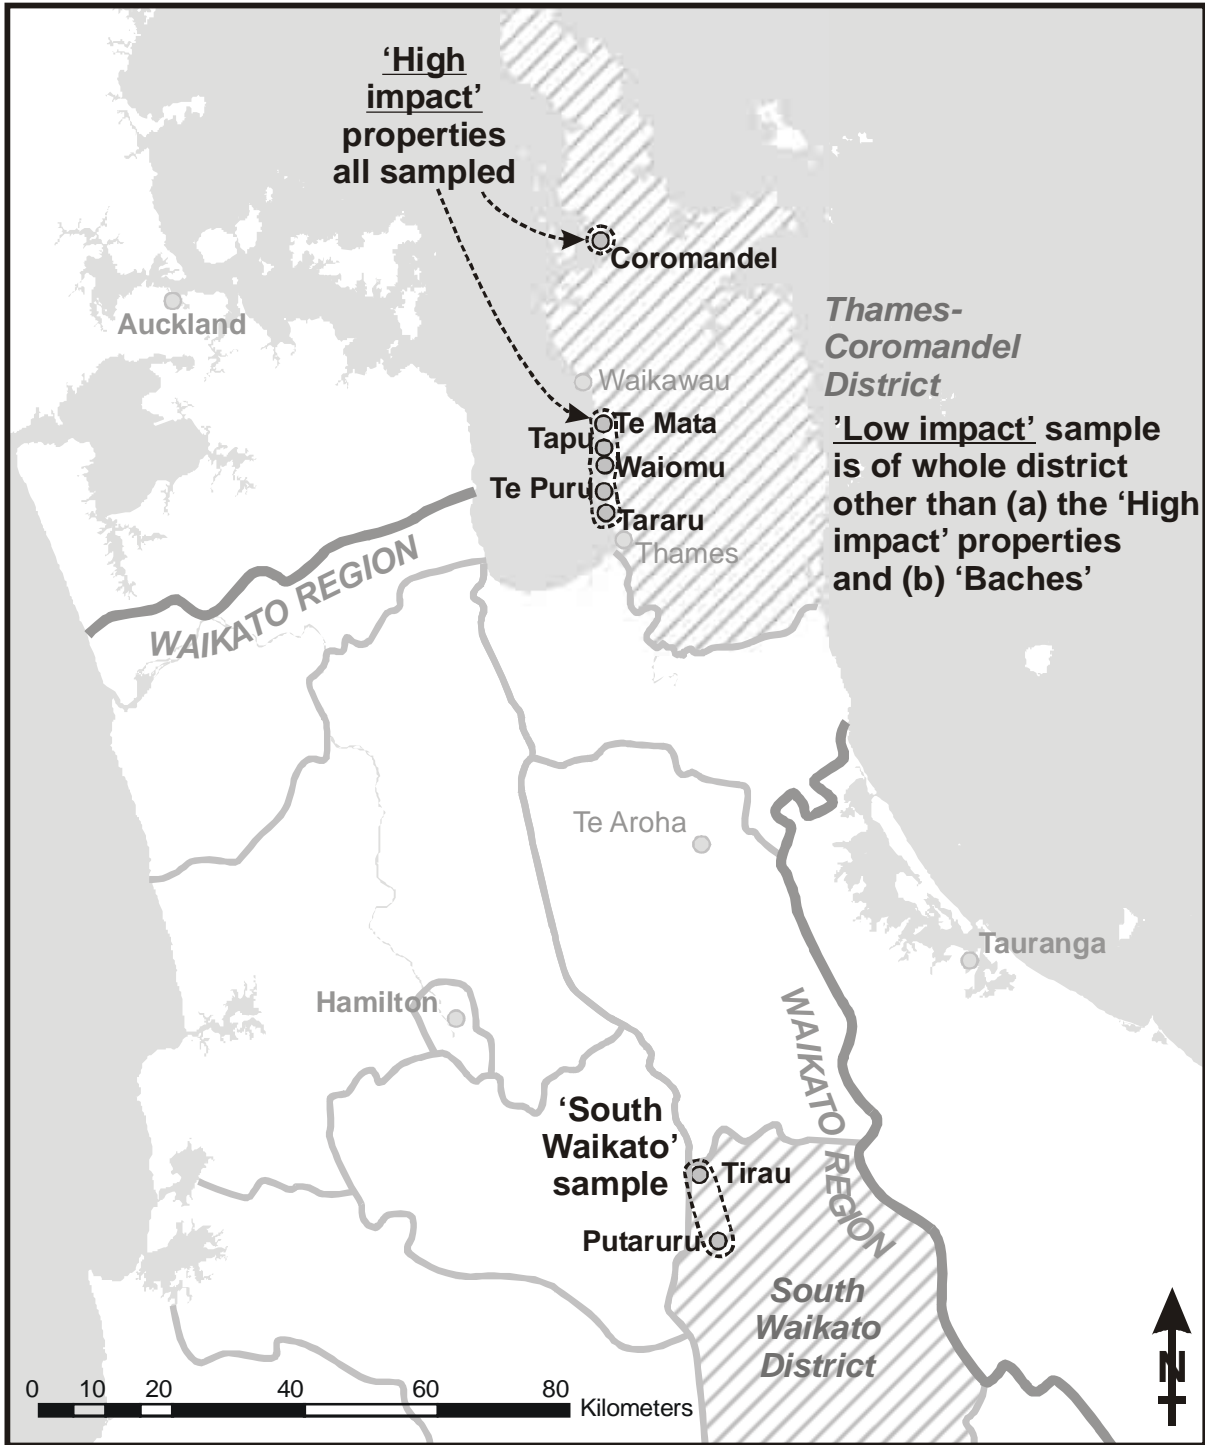 ‘High
impact’
properties
all sampled
Coromandel
Auckland
Thames-
Coromandel
District
Waikawau
Te Mata
Tapu
Waiomu
Te Puru
Tararu
Thames
’Low impact’ sample
is of whole district
other than (a) the ‘High
impact’ properties
and (b) ‘Baches’
WAIKATO REGION
Te Aroha
Tauranga
Hamilton
WAIKATO REGION
‘South
Waikato’
sample
Tirau
Putaruru
South
Waikato
District
N
0 10 20 40 60 80
Kilometers